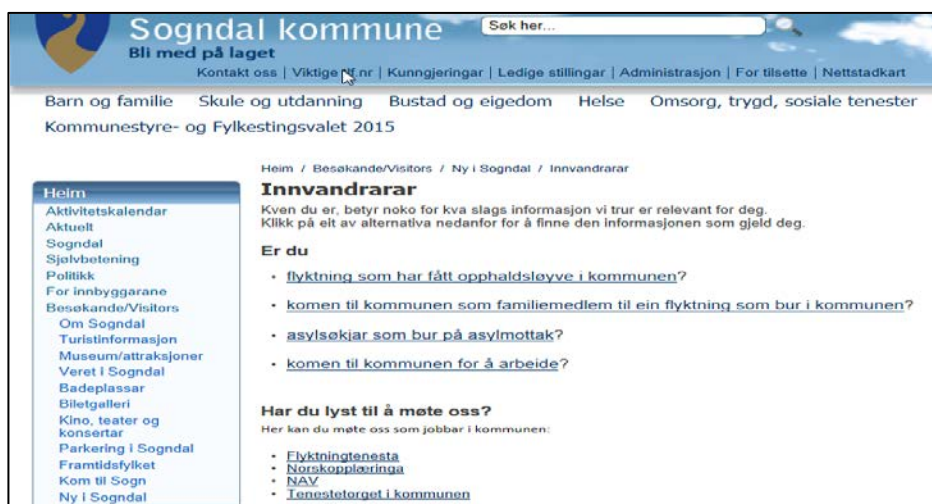 Sogndal kommune
Søk her...
Bli med på laget
Kontakt oss | Viktige nr | Kunngjeringar | Ledige stillingar | Administrasjon | For tilsette | Nettstadkart
Barn og familie Skule og utdanning Bustad og eigedom Helse Omsorg, trygd, sosiale tenester
Kommunestyre- og Fylkestingsvalet 2015
Heim / Besøkande/Visitors / Ny i Sogndal / Innvandrarar
Heim
Aktivitetskalendar
Aktuelt
Sogndal
Sjølvbetening
Politikk
For innbyggarane
Besøkande/Visitors
Om Sogndal
Turistinformasjon
Museum/attraksjoner
Veret i Sogndal
Badeplassar
Biletgalleri
Kino, teater og
konsertar
Parkering i Sogndal
Framtidsfylket
Kom til Sogn
Ny i Sogndal
Innvandrarar
Kven du er, betyr noko for kva slags informasjon vi trur er relevant for deg.
Klikk på eit av alternativa nedanfor for å finne den informasjonen som gjeld deg.
Er du
• flyktning som har fått opphaldsløyve i kommunen?
• komen til kommunen som familiemedlem til ein flyktning som bur i kommunen?
• asylsøkjar som bur på asylmottak?
• komen til kommunen for å arbeide?
Har du lyst til å møte oss?
Her kan du møte oss som jobbar i kommunen:
• Flyktningtenesta
• Norskopplæringa
• NAV
• Tenestetorget i kommunen